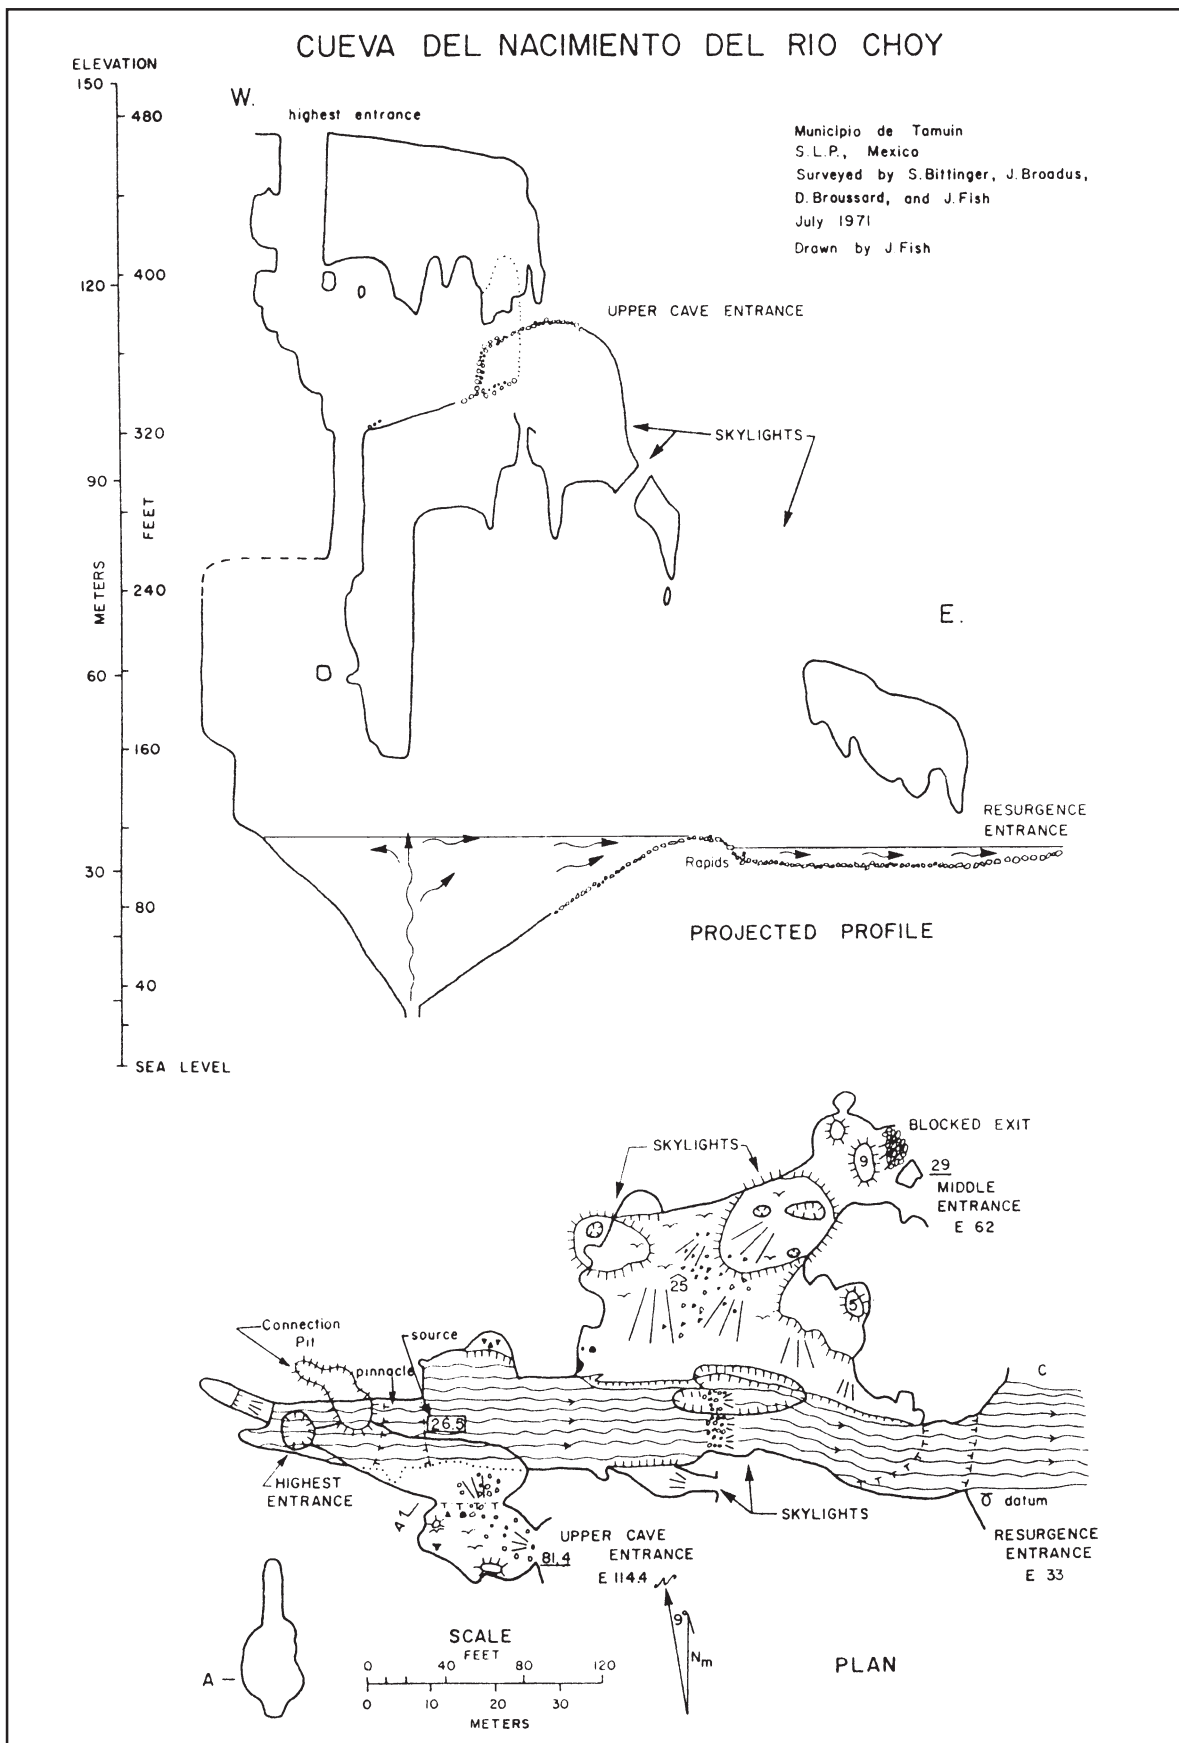 CUEVA DEL NACIMIENTO DEL RIO CHOY
ELEVATION
150
480
W.
highest entrance
Municipio de Tamuin
S.L.P., Mexico
Surveyed by S. Bittinger, J. Broadus,
D. Broussard, and J. Fish
July 1971
Drawn by J Fish
400
120
UPPER CAVE ENTRANCE
320
SKYLIGHTS
90
FEET
METERS
240
E.
60
160
RESURGENCE
ENTRANCE
Rapids
30
80
PROJECTED PROFILE
40
SEA LEVEL
SKYLIGHTS
BLOCKED EXIT
9
29
MIDDLE
ENTRANCE
E 62
25
5
Connection
Pit
source
pinnacle
C
26.5
HIGHEST
ENTRANCE
SKYLIGHTS
O datum
A
UPPER CAVE
ENTRANCE
81.4
E 114.4
RESURGENCE
ENTRANCE
E 33
N
9°
Nm
SCALE
FEET
0 40 80 120
0 10 20 30
METERS
A
PLAN